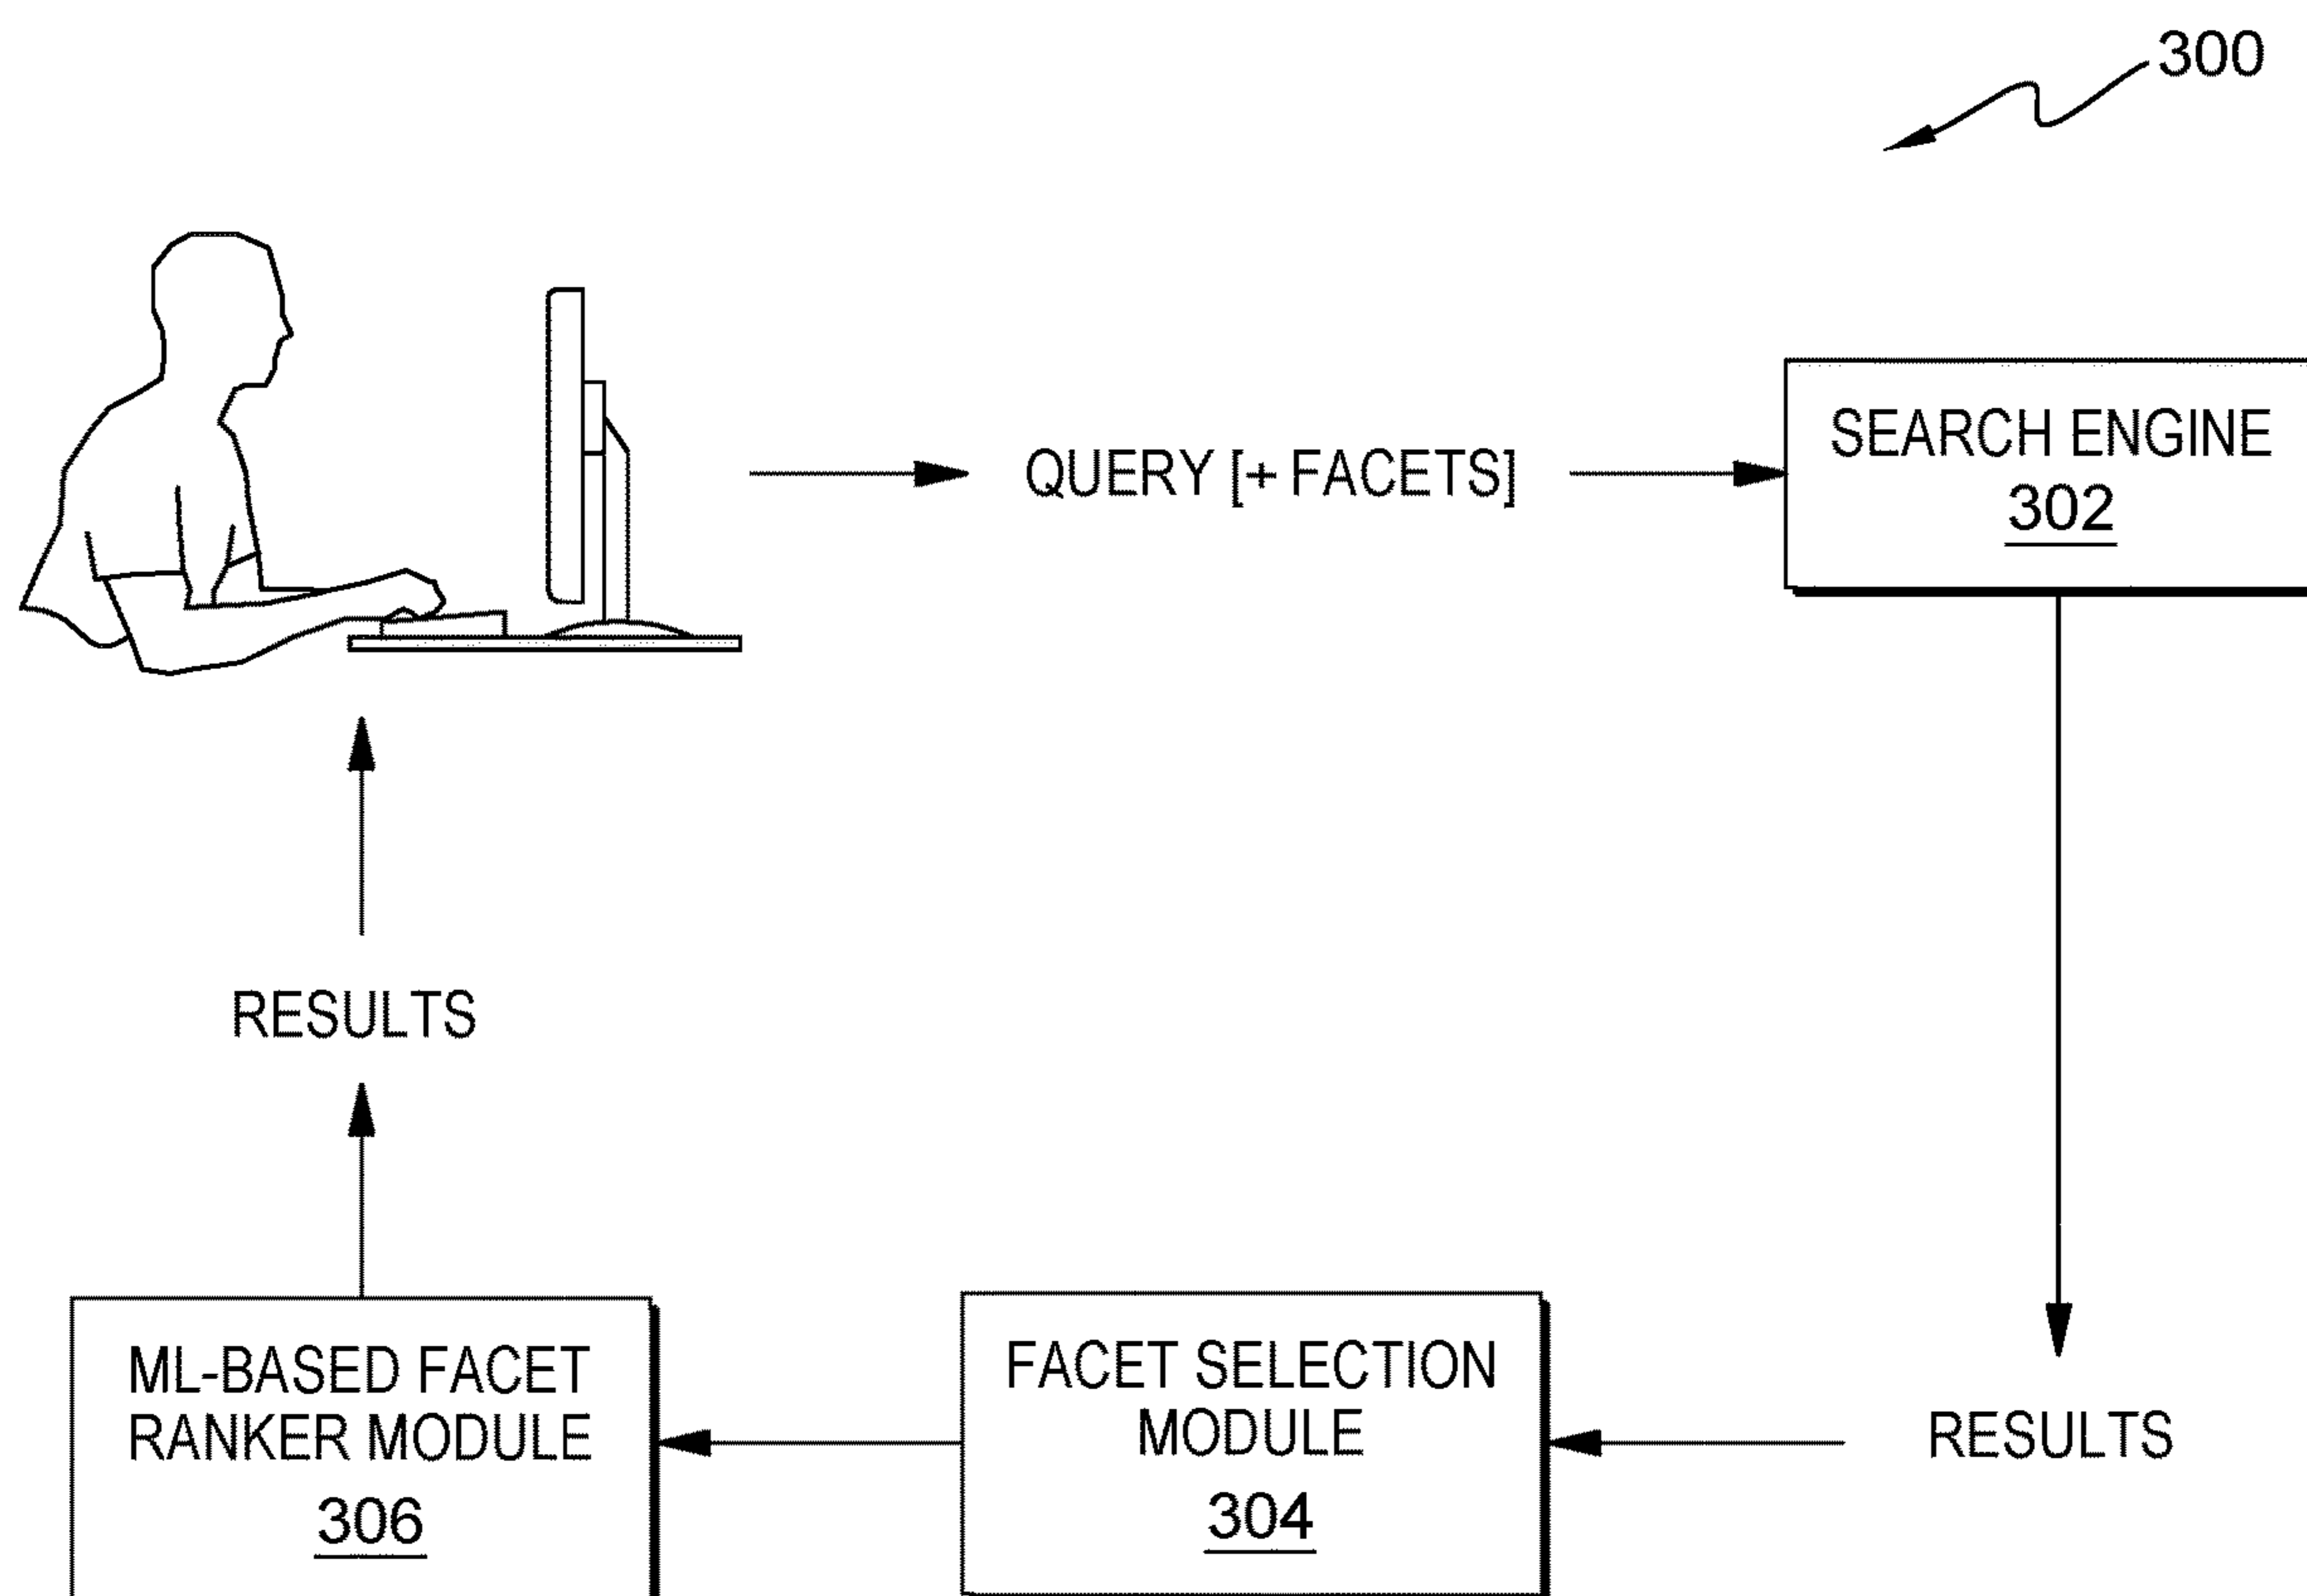 300
QUERY [+ FACETS]
SEARCH ENGINE
302
RESULTS
RESULTS
FACET SELECTION
MODULE
304
ML-BASED FACET
RANKER MODULE
306